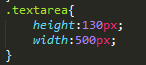 .textarea{
    height:130px;
    width:500px;
}